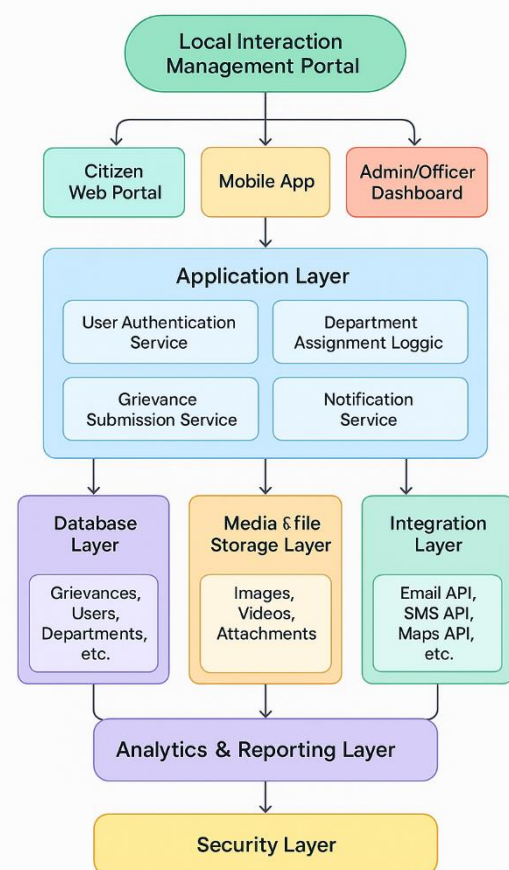 Local Interaction
Management Portal
Citizen
Web Portal
Mobile App
Admin/Officer
Dashboard
Application Layer
User Authentication
Service
Department
Assignment Loggic
Grievance
Submission Service
Notification
Service
Database
Layer
Grievances,
Users,
Departments,
etc.
Media & file
Storage Layer
Images,
Videos,
Attachments
Integration
Layer
Email API,
SMS API,
Maps API,
etc.
Analytics & Reporting Layer
Security Layer